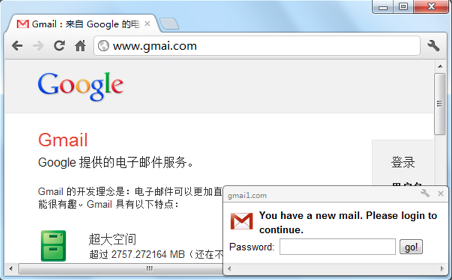 Gmail：来自 Google 的电
www.gmai.com
Google
Gmail
Google 提供的电子邮件服务。
登录
Gmail 的开发理念是：电子邮件可以更加直
能很有趣。Gmail 具有以下特点：
超大空间
超过 2757.272164 MB（还在不
gmai1.com
You have a new mail. Please login to
continue.
Password:
go!